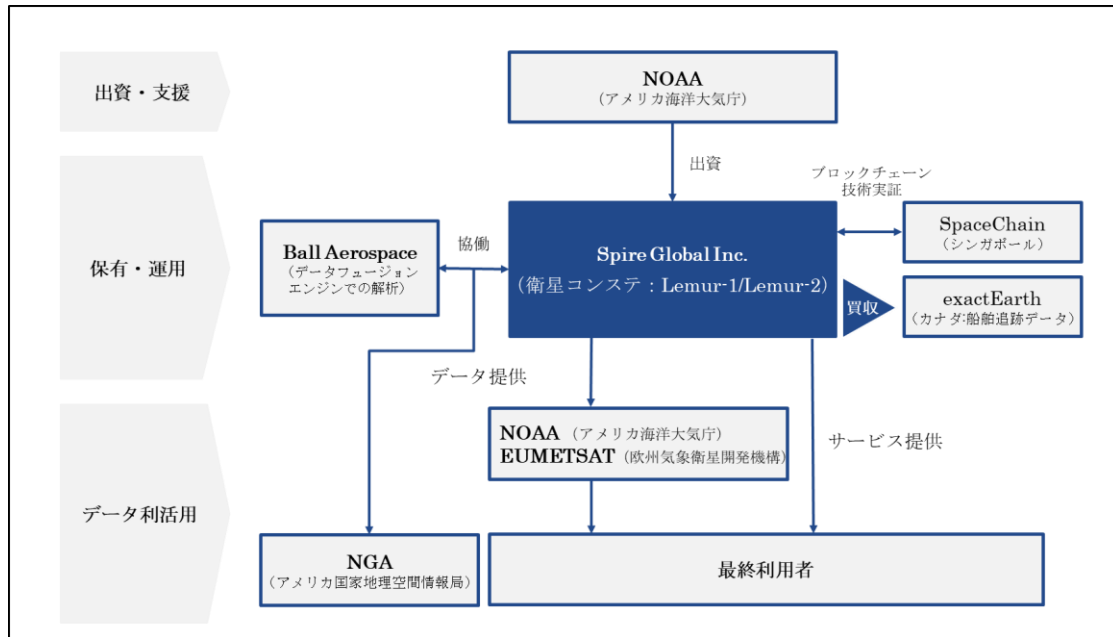 出資・支援
NOAA
（アメリカ海洋大気庁）
出資
ブロックチェーン
技術実証
保有・運用
Ball Aerospace
（データフュージョン
エンジンでの解析）
協働
Spire Global Inc.
（衛星コンステ：Lemur-1/Lemur-2）
SpaceChain
（シンガポール）
買収
exactEarth
（カナダ:船舶追跡データ）
データ提供
サービス提供
データ利活用
NOAA （アメリカ海洋大気庁）
EUMETSAT（欧州気象衛星開発機構）
NGA
（アメリカ国家地理空間情報局）
最終利用者